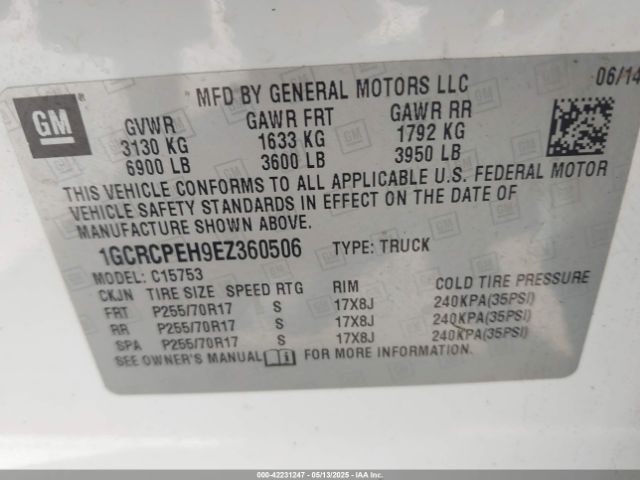 GM
MFD BY GENERAL MOTORS LLC
06/14
GVWR GAWR FRT GAWR RR
3130 KG 1633 KG 1792 KG
6900 LB 3600 LB 3950 LB
THIS VEHICLE CONFORMS TO ALL APPLICABLE U.S. FEDERAL MOTOR
VEHICLE SAFETY STANDARDS IN EFFECT ON THE DATE OF
MANUFACTURE SHOWN ABOVE.
1GCRCPEH9EZ360506 TYPE: TRUCK
MODEL: C15753
CKJN TIRE SIZE SPEED RTG RIM COLD TIRE PRESSURE
FRT P255/70R17 S 17X8J 240KPA(35PSI)
RR P255/70R17 S 17X8J 240KPA(35PSI)
SPA P255/70R17 S 17X8J 240KPA(35PSI)
SEE OWNER'S MANUAL FOR MORE INFORMATION.
000-42231247 - 05/13/2025 - IAA Holdings, LLC.